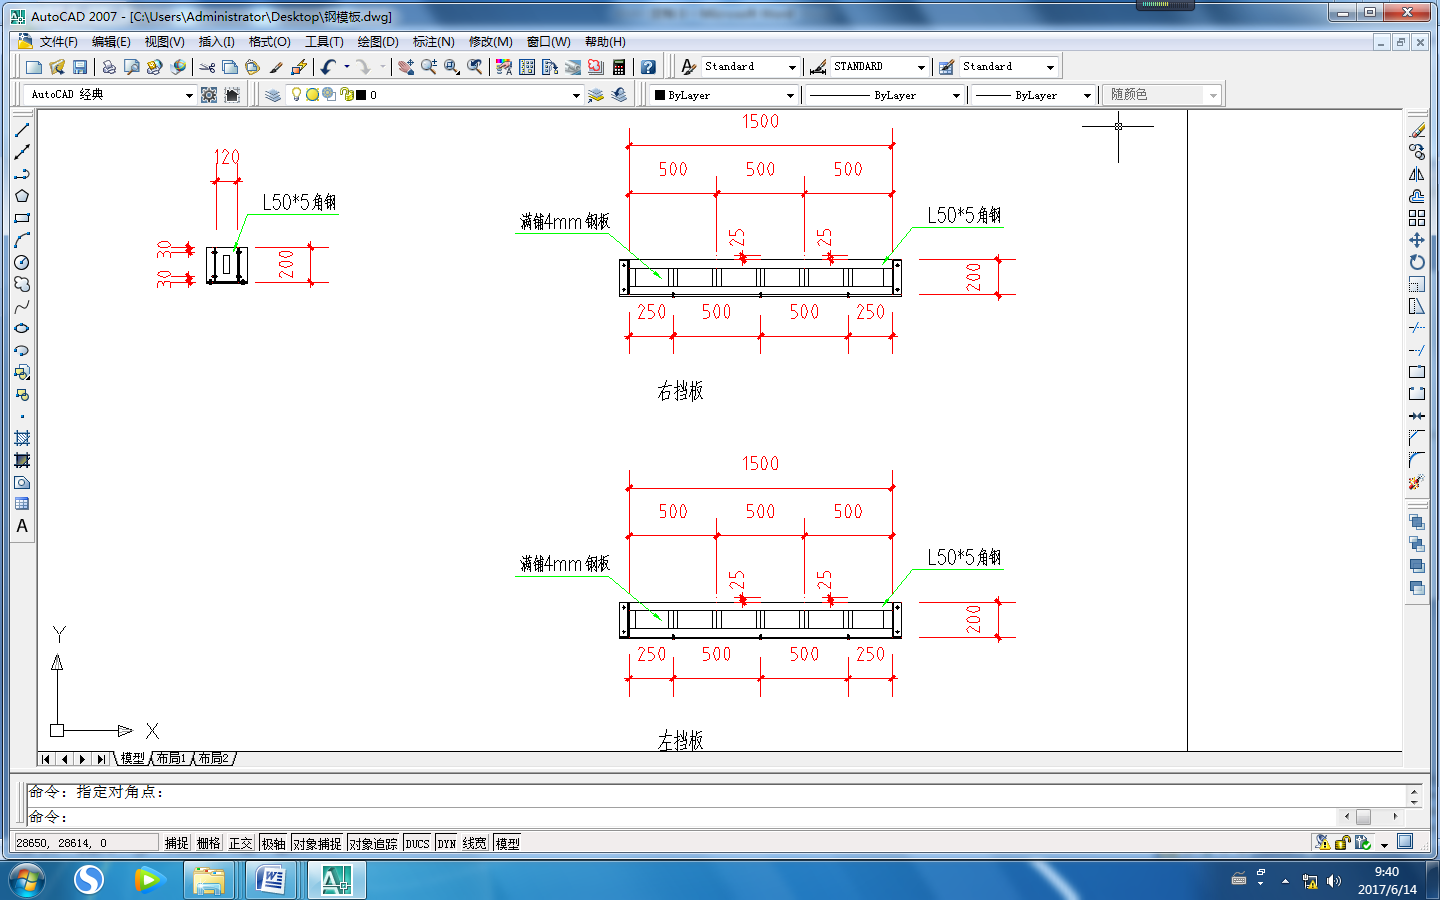 AutoCAD 2007 - [C:\Users\Administrator\Desktop\钢模板.dwg]
文件(F) 编辑(E) 视图(V) 插入(I) 格式(O) 工具(T) 绘图(D) 标注(N) 修改(M) 窗口(W) 帮助(H)
Standard STANDARD Standard
AutoCAD 经典 0 ByLayer ByLayer ByLayer 随颜色
1500
120 500 500 500
L50*5角钢 满铺4mm钢板 25 25 L50*5角钢
30 30 200 200
250 500 500 250
右挡板
1500
500 500 500
满铺4mm钢板 25 25 L50*5角钢
200
250 500 500 250
左挡板
Y
X
模型 布局1 布局2
命令: 指定对角点:
命令:
28650, 28614, 0 捕捉 栅格 正交 极轴 对象捕捉 对象追踪 DUCS DYN 线宽 模型
9:40
2017/6/14